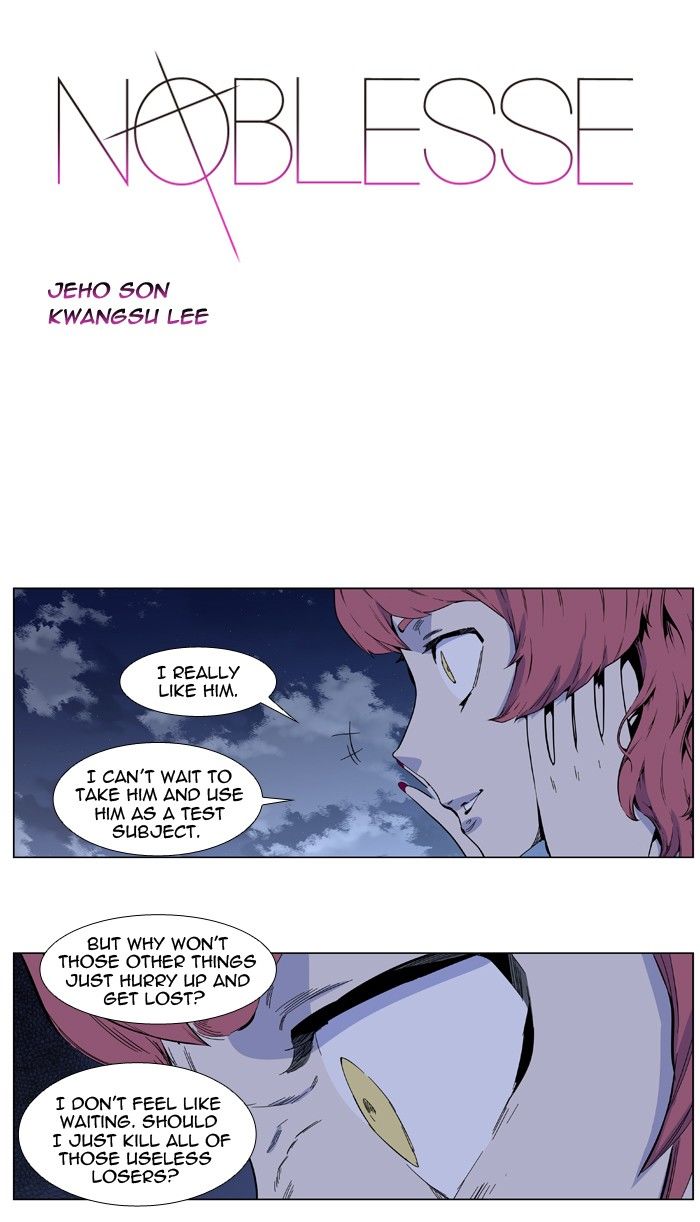 NOBLESSE
JEHO SON
KWANGSU LEE
I REALLY
LIKE HIM.
I CAN'T WAIT TO
TAKE HIM AND USE
HIM AS A TEST
SUBJECT.
BUT WHY WON'T
THOSE OTHER THINGS
JUST HURRY UP AND
GET LOST?
I DON'T FEEL LIKE
WAITING. SHOULD
I JUST KILL ALL OF
THOSE USELESS
LOSERS?